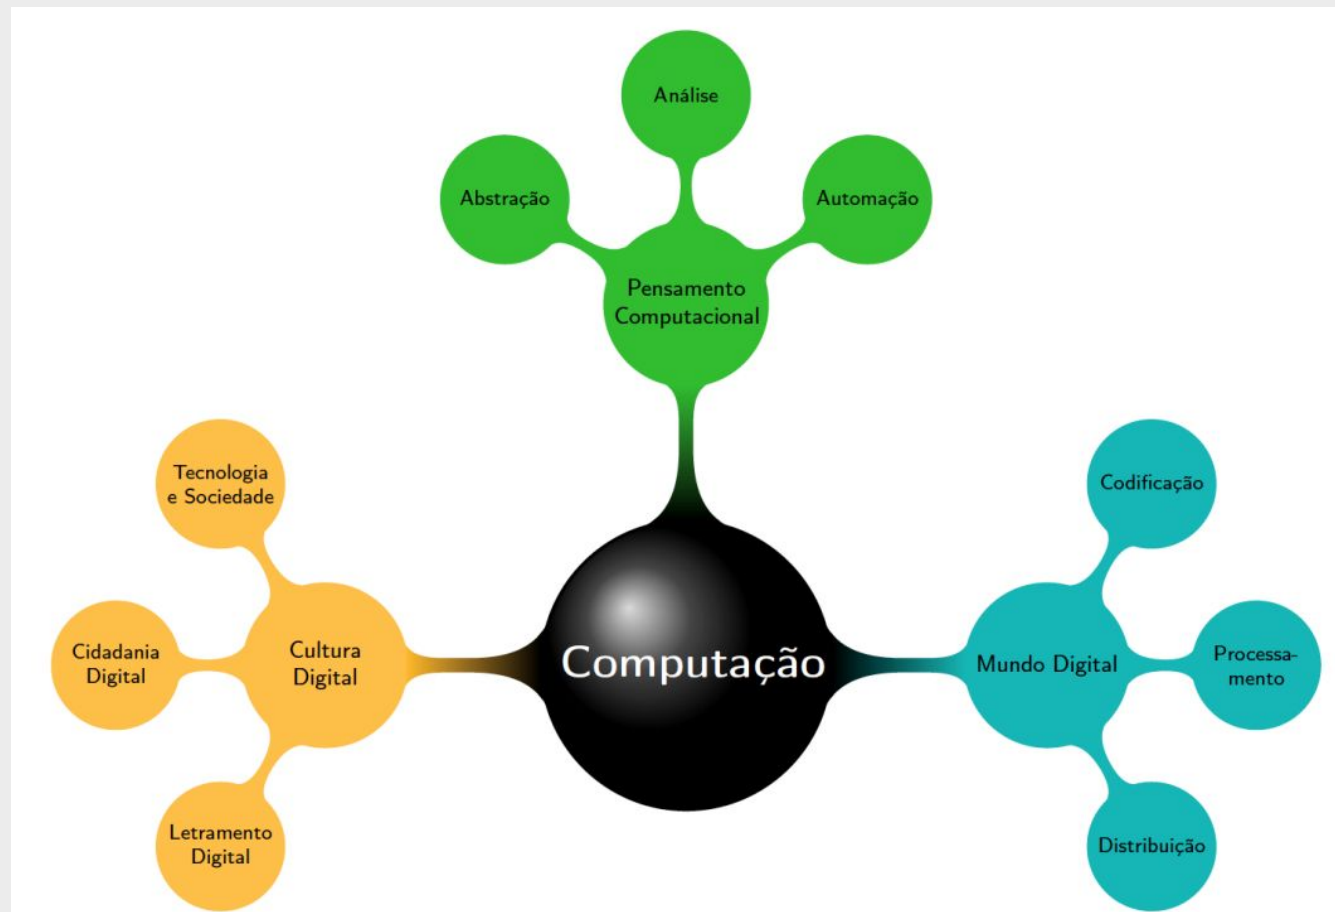 Análise
Abstração
Automação
Pensamento
Computacional
Tecnologia
e Sociedade
Codificação
Cidadania
Digital
Cultura
Digital
Computação
Mundo Digital
Processa-
mento
Letramento
Digital
Distribuição